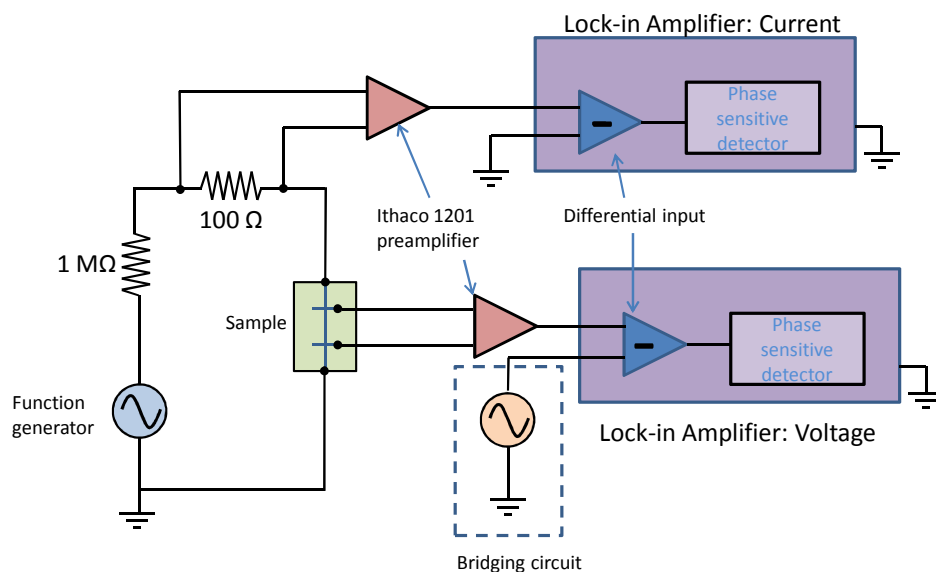 Lock-in Amplifier: Current
Phase
sensitive
detector
100 Ω
Ithaco 1201
preamplifier
Differential input
1 MΩ
Sample
Phase
sensitive
detector
Function
generator
Lock-in Amplifier: Voltage
Bridging circuit